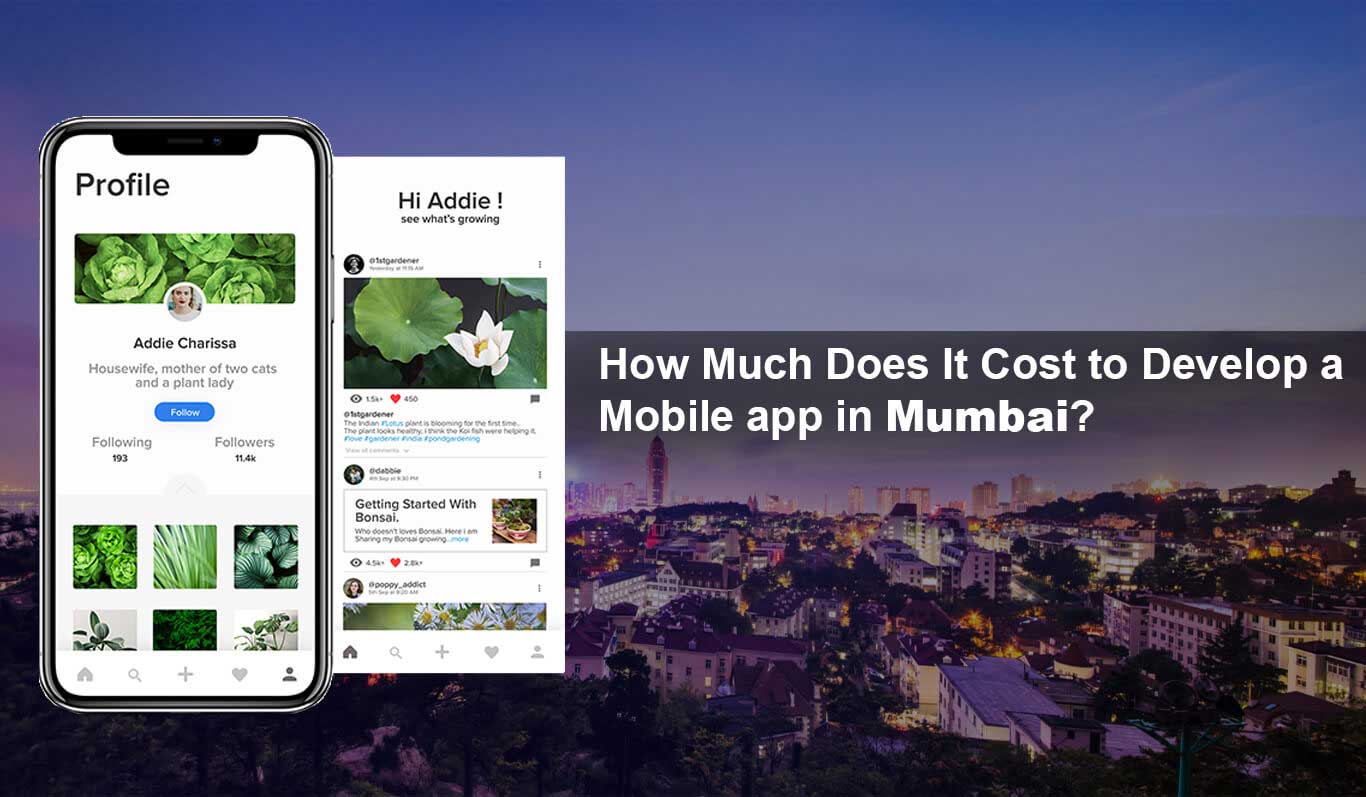 Profile
Addie Charissa
Housewife, mother of two cats
and a plant lady
Follow
Following
Followers
193
11.4k
Hi Addie !
see what's growing
@1stgardener
Yesterday at 11:15 AM
1.5k+
450
@1stgardener
The Indian #Lotus plant is blooming for the first time..
The plant looks healthy, i think the Koi fish were helping it.
#love #gardener #india #pondgardening
View all comments
@dabbie
4th Sep at 9:30 PM
Getting Started With
Bonsai.
Who doesn't loves Bonsai. Here i am
Sharing my Bonsai growing...more
4.5k+
2.8k+
@poppy_addict
5th Sep at 9:20 AM
How Much Does It Cost to Develop a
Mobile app in Mumbai?